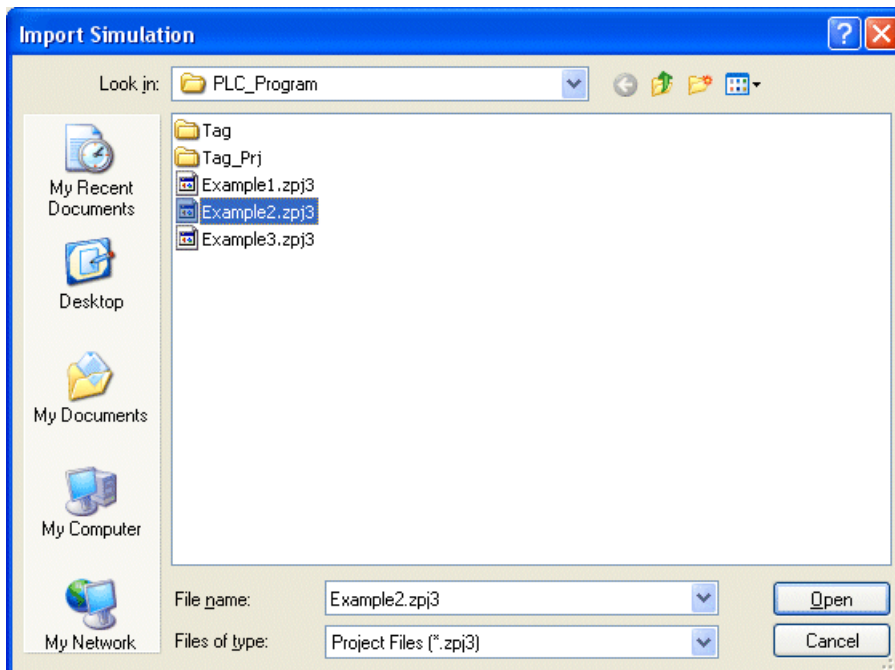 Import Simulation
Look in:
PLC_Program
Tag
Tag_Prj
Example1.zpj3
Example2.zpj3
Example3.zpj3
My Recent
Documents
Desktop
My Documents
My Computer
My Network
File name:
Example2.zpj3
Open
Files of type:
Project Files (*.zpj3)
Cancel